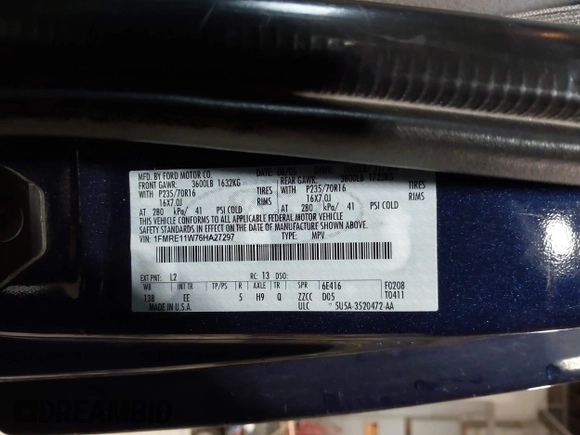 MFD. BY FORD MOTOR CO.
FRONT GAWR: 3600LB 1632KG REAR GAWR:
WITH P235/70R16 TIRES WITH P235/70R16 TIRES
16X7.0J RIMS 16X7.0J RIMS
AT 280 kPa/ 41 PSI COLD AT 280 kPa/ 41 PSI COLD
THIS VEHICLE CONFORMS TO ALL APPLICABLE FEDERAL MOTOR VEHICLE
SAFETY STANDARDS IN EFFECT ON THE DATE OF MANUFACTURE SHOWN ABOVE.
VIN: 1FMRE11W76HA27297 TYPE: MPV
EXT PNT: L2 RC: 13 DSO:
WB INT TR TP/PS R AXLE TR SPR 6E416 F0208
138 EE 5 H9 Q ZZCC D05 T0411
MADE IN U.S.A. ULC 5U5A-3520472-AA
DREAMBID